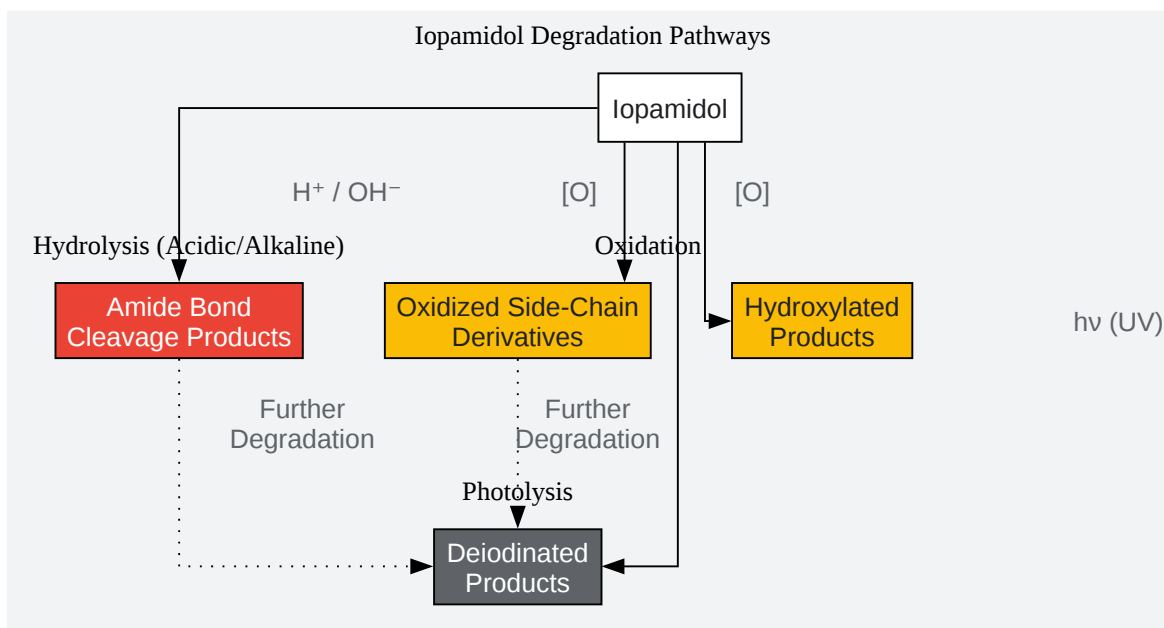 Iopamidol Degradation Pathways
Iopamidol
H⁺ / OH⁻
[O]
[O]
Hydrolysis (Acidic/Alkaline)
Oxidation
Amide Bond
Cleavage Products
Oxidized Side-Chain
Derivatives
Hydroxylated
Products
hν (UV)
Further
Degradation
Further
Degradation
Photolysis
Deiodinated
Products